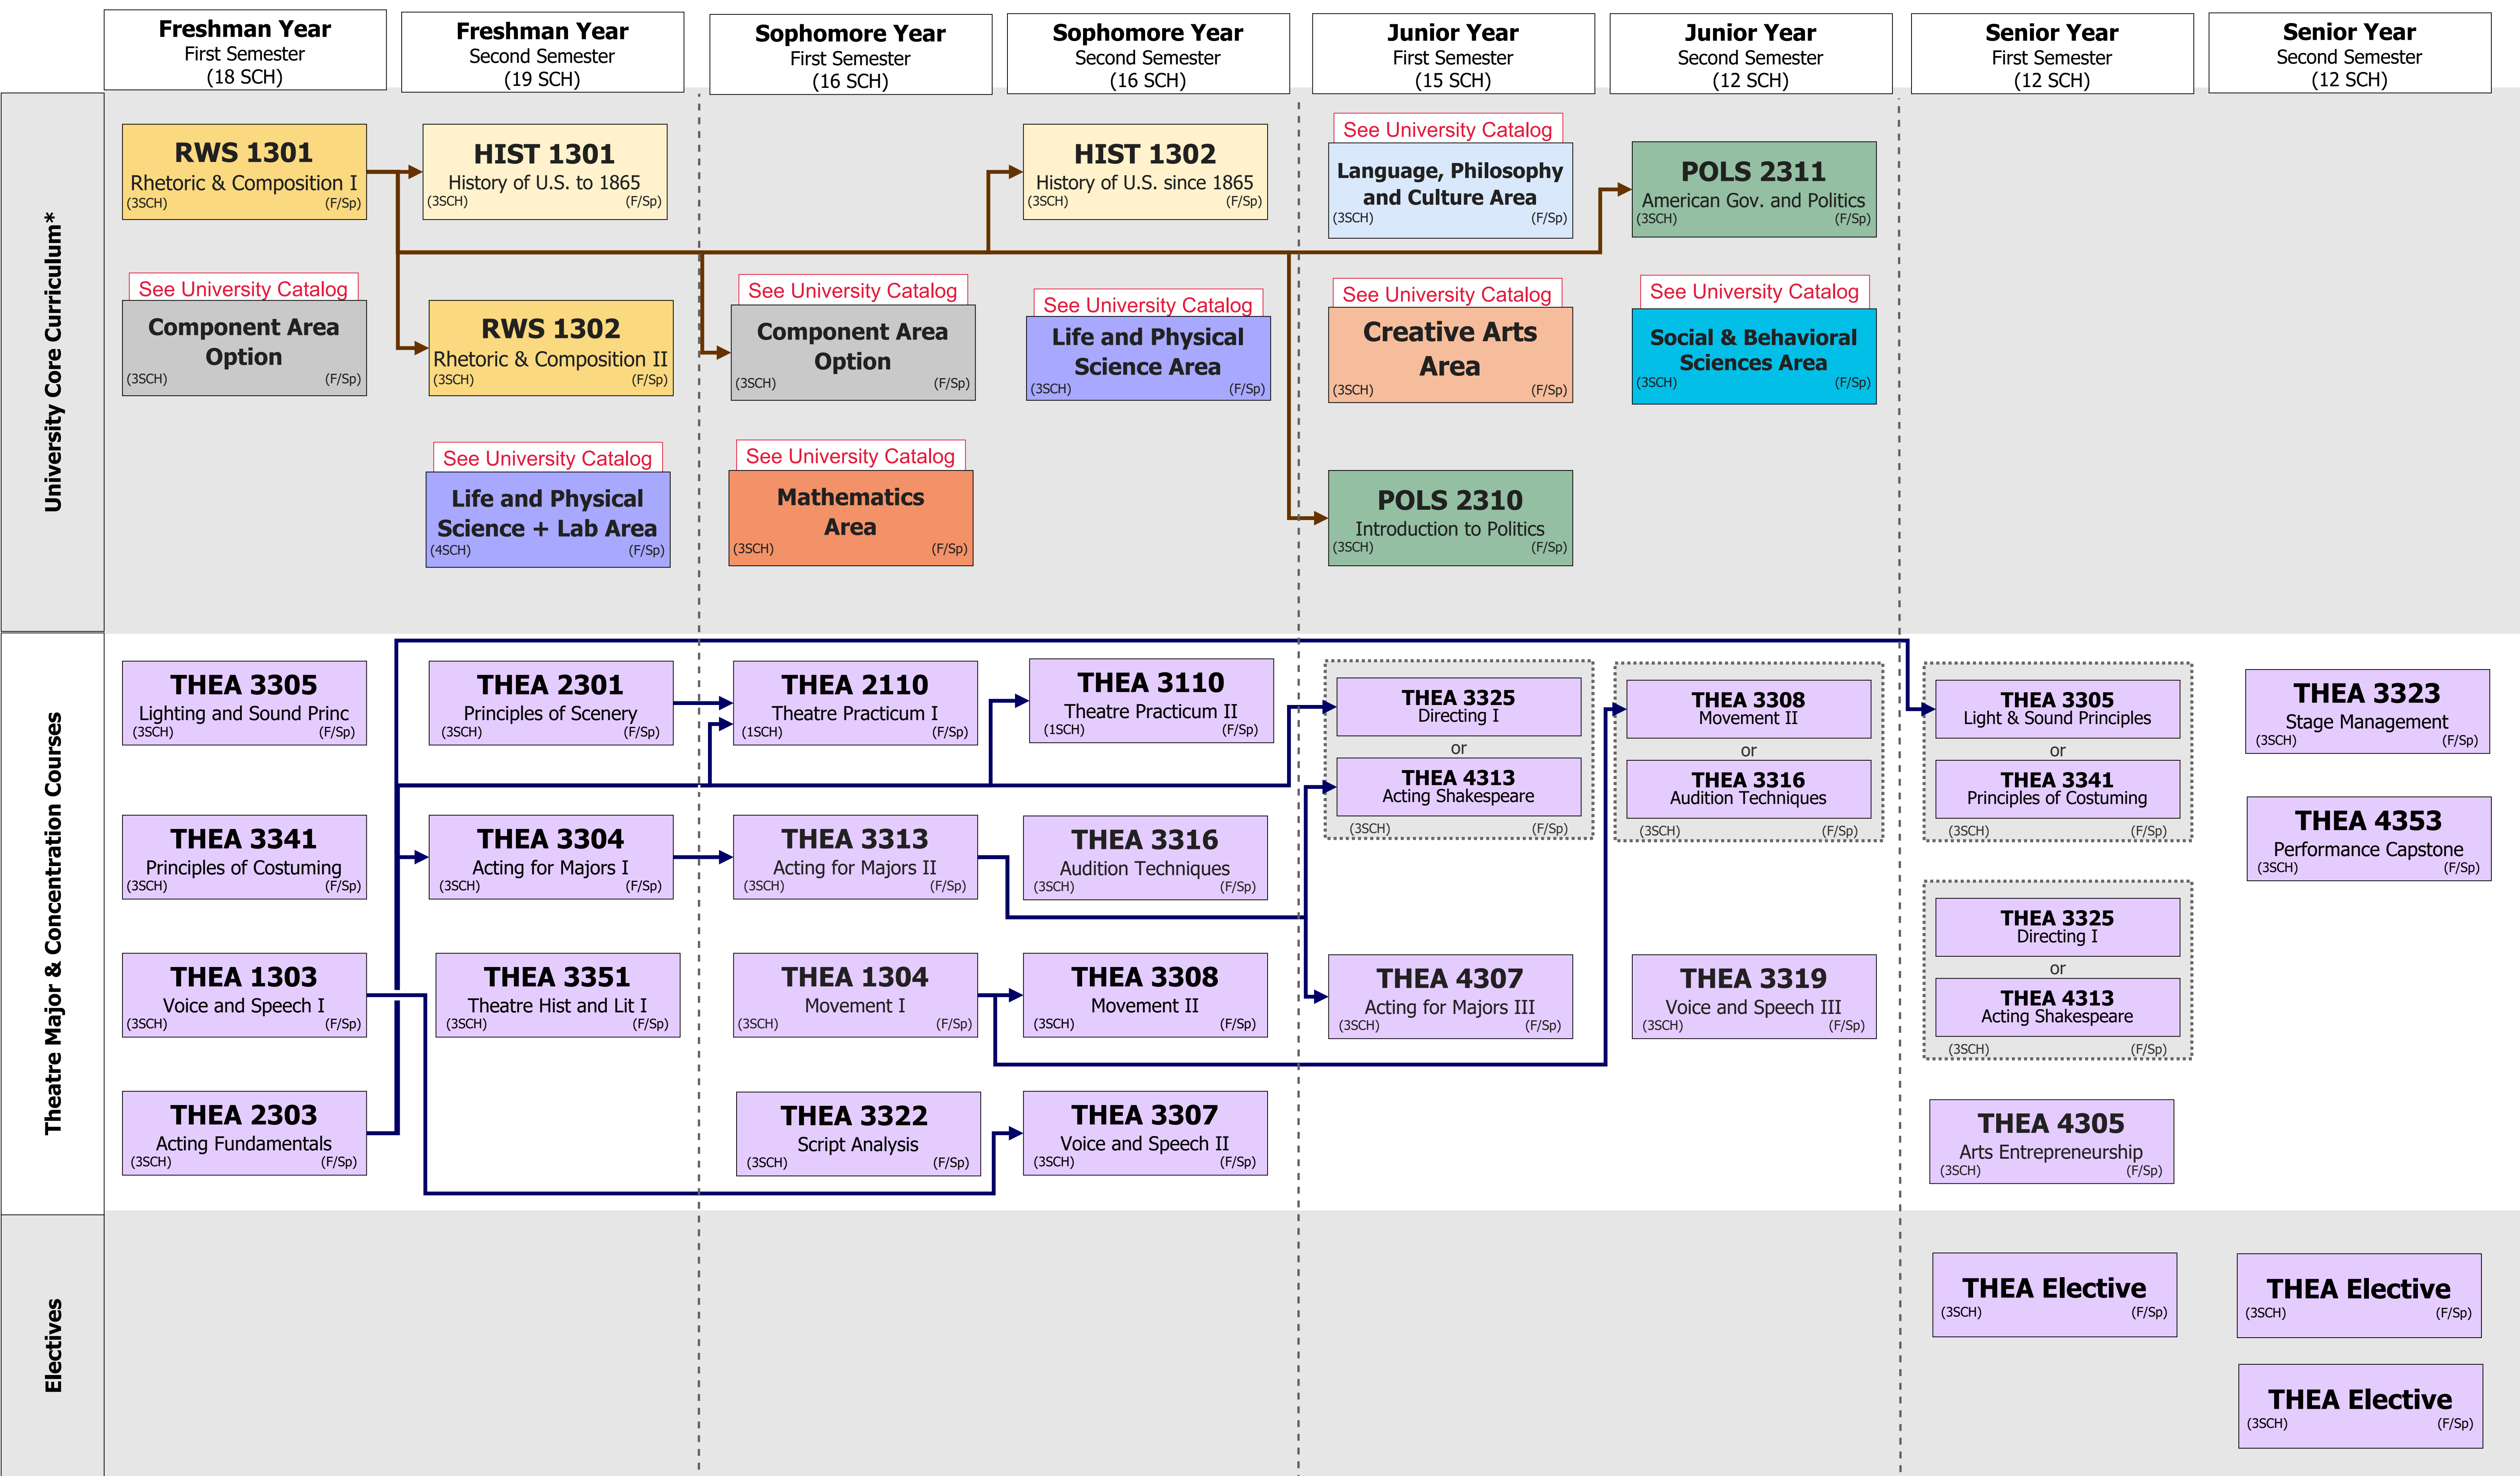 Freshman Year
First Semester
(18 SCH)
Freshman Year
Second Semester
(19 SCH)
Sophomore Year
First Semester
(16 SCH)
Sophomore Year
Second Semester
(16 SCH)
Junior Year
First Semester
(15 SCH)
Junior Year
Second Semester
(12 SCH)
Senior Year
First Semester
(12 SCH)
Senior Year
Second Semester
(12 SCH)
University Core Curriculum*
RWS 1301
Rhetoric & Composition I
(3SCH) (F/Sp)
HIST 1301
History of U.S. to 1865
(3SCH) (F/Sp)
HIST 1302
History of U.S. since 1865
(3SCH) (F/Sp)
See University Catalog
Language, Philosophy
and Culture Area
(3SCH) (F/Sp)
POLS 2311
American Gov. and Politics
(3SCH) (F/Sp)
See University Catalog
Component Area
Option
(3SCH) (F/Sp)
RWS 1302
Rhetoric & Composition II
(3SCH) (F/Sp)
See University Catalog
Component Area
Option
(3SCH) (F/Sp)
See University Catalog
Life and Physical
Science Area
(3SCH) (F/Sp)
See University Catalog
Creative Arts
Area
(3SCH) (F/Sp)
See University Catalog
Social & Behavioral
Sciences Area
(3SCH) (F/Sp)
See University Catalog
Life and Physical
Science + Lab Area
(4SCH) (F/Sp)
See University Catalog
Mathematics
Area
(3SCH) (F/Sp)
POLS 2310
Introduction to Politics
(3SCH) (F/Sp)
Theatre Major & Concentration Courses
THEA 3305
Lighting and Sound Princ
(3SCH) (F/Sp)
THEA 2301
Principles of Scenery
(3SCH) (F/Sp)
THEA 2110
Theatre Practicum I
(1SCH) (F/Sp)
THEA 3110
Theatre Practicum II
(1SCH) (F/Sp)
THEA 3325
Directing I
or
THEA 4313
Acting Shakespeare
(3SCH) (F/Sp)
THEA 3308
Movement II
or
THEA 3316
Audition Techniques
(3SCH) (F/Sp)
THEA 3305
Light & Sound Principles
or
THEA 3341
Principles of Costuming
(3SCH) (F/Sp)
THEA 3323
Stage Management
(3SCH) (F/Sp)
THEA 3341
Principles of Costuming
(3SCH) (F/Sp)
THEA 3304
Acting for Majors I
(3SCH) (F/Sp)
THEA 3313
Acting for Majors II
(3SCH) (F/Sp)
THEA 3316
Audition Techniques
(3SCH) (F/Sp)
THEA 4353
Performance Capstone
(3SCH) (F/Sp)
THEA 1303
Voice and Speech I
(3SCH) (F/Sp)
THEA 3351
Theatre Hist and Lit I
(3SCH) (F/Sp)
THEA 1304
Movement I
(3SCH) (F/Sp)
THEA 3308
Movement II
(3SCH) (F/Sp)
THEA 4307
Acting for Majors III
(3SCH) (F/Sp)
THEA 3319
Voice and Speech III
(3SCH) (F/Sp)
THEA 3325
Directing I
or
THEA 4313
Acting Shakespeare
(3SCH) (F/Sp)
THEA 2303
Acting Fundamentals
(3SCH) (F/Sp)
THEA 3322
Script Analysis
(3SCH) (F/Sp)
THEA 3307
Voice and Speech II
(3SCH) (F/Sp)
THEA 4305
Arts Entrepreneurship
(3SCH) (F/Sp)
Electives
THEA Elective
(3SCH) (F/Sp)
THEA Elective
(3SCH) (F/Sp)
THEA Elective
(3SCH) (F/Sp)